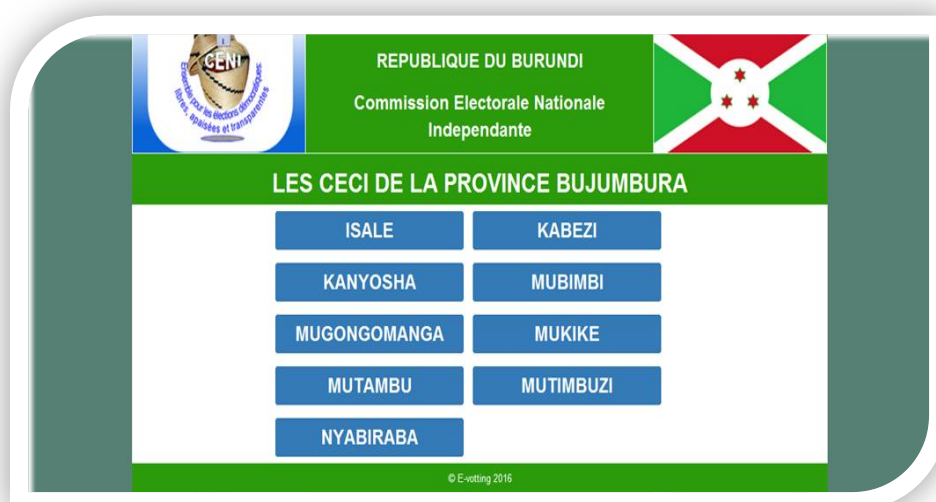 CENI
Ensemble pour les élections démocratiques,
libres, apaisées et transparentes
REPUBLIQUE DU BURUNDI
Commission Electorale Nationale
Independante
LES CECI DE LA PROVINCE BUJUMBURA
ISALE
KABEZI
KANYOSHA
MUBIMBI
MUGONGOMANGA
MUKIKE
MUTAMBU
MUTIMBUZI
NYABIRABA
© E-votting 2016